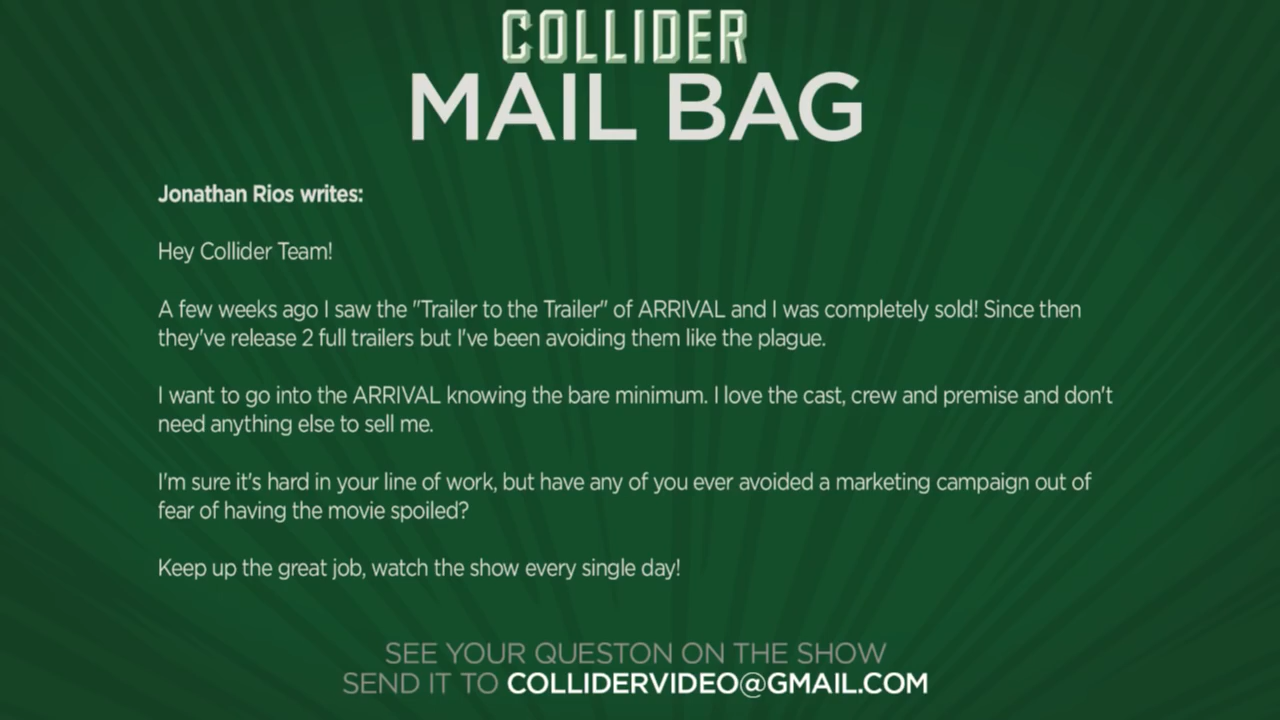 COLLIDER
MAIL BAG
Jonathan Rios writes:
Hey Collider Team!
A few weeks ago I saw the "Trailer to the Trailer" of ARRIVAL and I was completely sold! Since then
they've release 2 full trailers but I've been avoiding them like the plague.
I want to go into the ARRIVAL knowing the bare minimum. I love the cast, crew and premise and don't
need anything else to sell me.
I'm sure it's hard in your line of work, but have any of you ever avoided a marketing campaign out of
fear of having the movie spoiled?
Keep up the great job, watch the show every single day!
SEE YOUR QUESTON ON THE SHOW
SEND IT TO COLLIDERVIDEO@GMAIL.COM